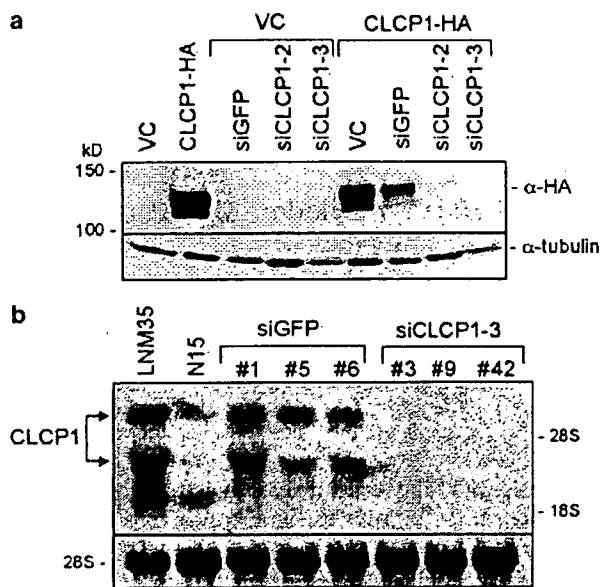 a
VC CLCP1-HA
VC CLCP1-HA siGFP siCLCP1-2 siCLCP1-3 VC siGFP siCLCP1-2 siCLCP1-3
kD
150 -
- α-HA
100 -
- α-tubulin
b
siGFP siCLCP1-3
LNM35 N15 #1 #5 #6 #3 #9 #42
CLCP1
- 28S
- 18S
28S -